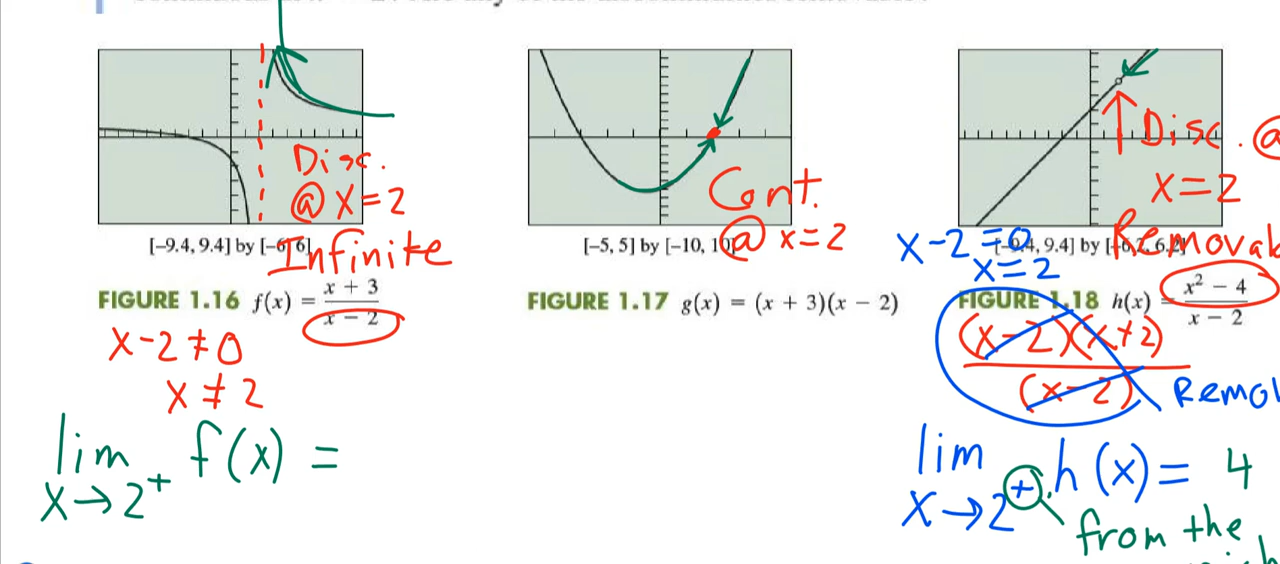 Disc.
@ x=2
Infinite
[−9.4, 9.4] by [−6, 6]
FIGURE 1.16 f(x) = x + 3 / x − 2
x-2≠0
x≠2
lim x→2⁺ f(x) =
Cont.
@ x=2
[−5, 5] by [−10, 10]
FIGURE 1.17 g(x) = (x + 3)(x − 2)
Disc. @
x=2
x-2=0
x=2
by
FIGURE 1.18 h(x) = x² − 4 / x − 2
(x-2)(x+2)
(x-2)
lim x→2⁺ h(x) = 4
from the